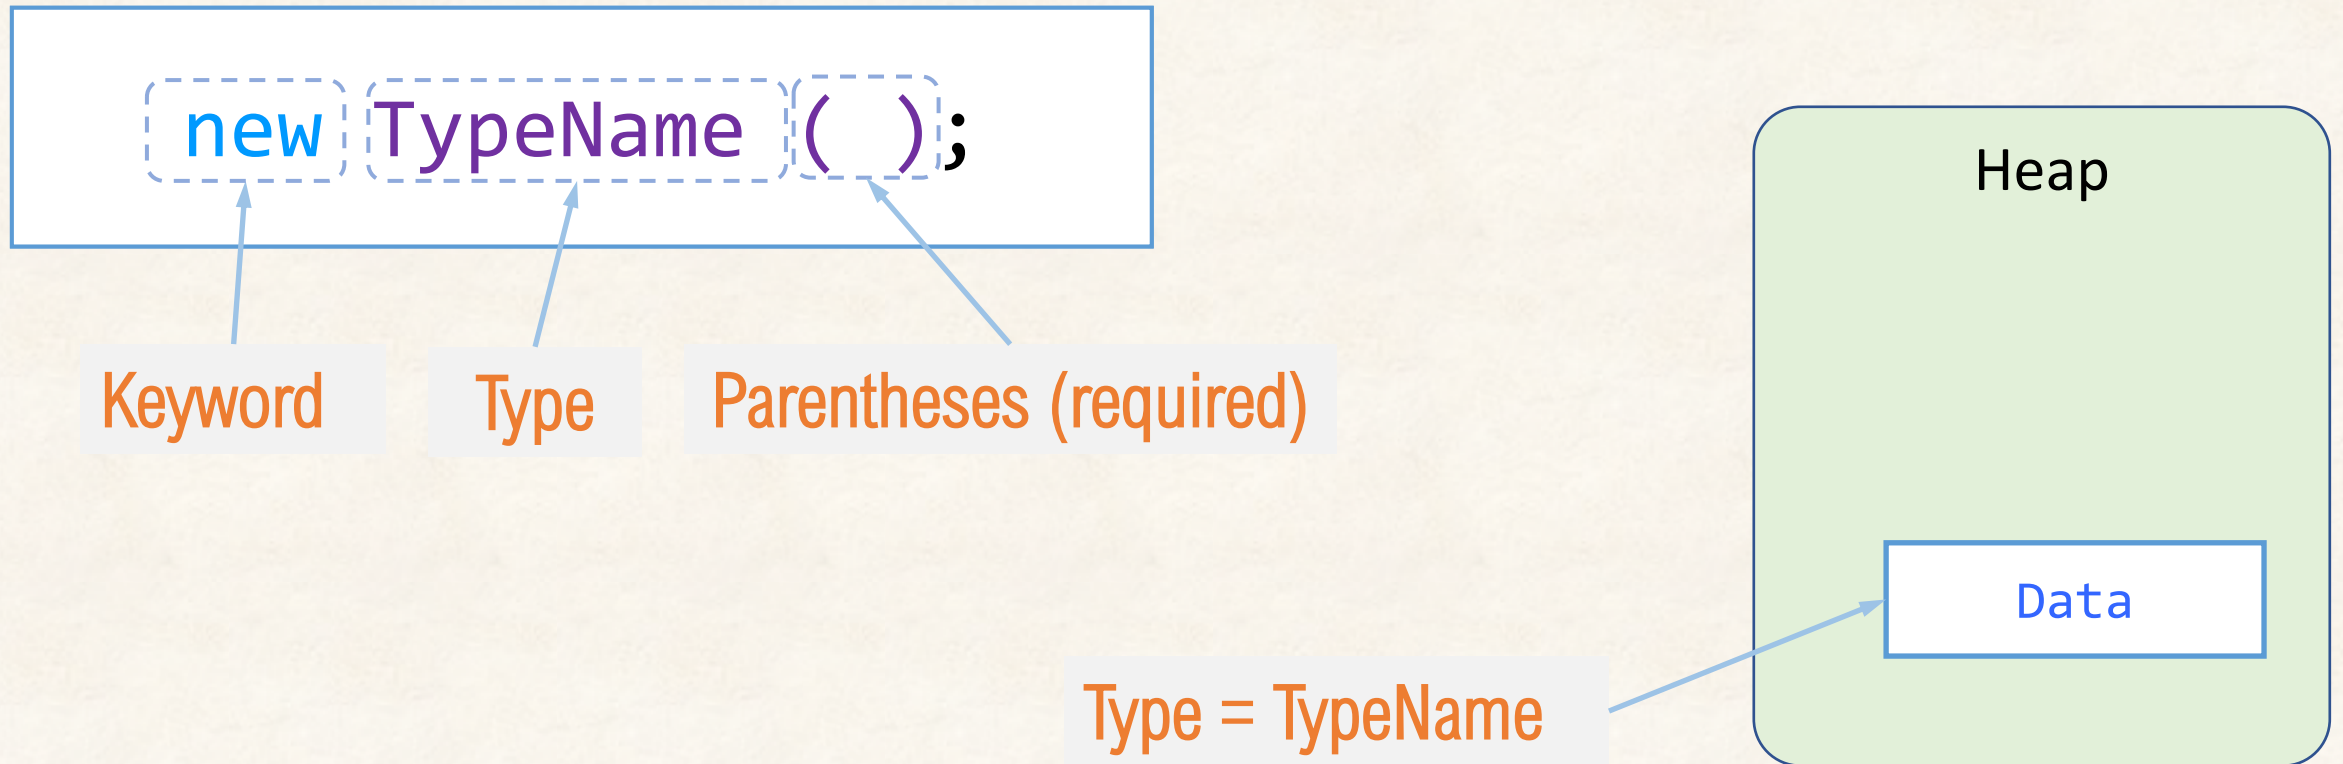 new TypeName ( );
Heap
Keyword
Type
Parentheses (required)
Data
Type = TypeName